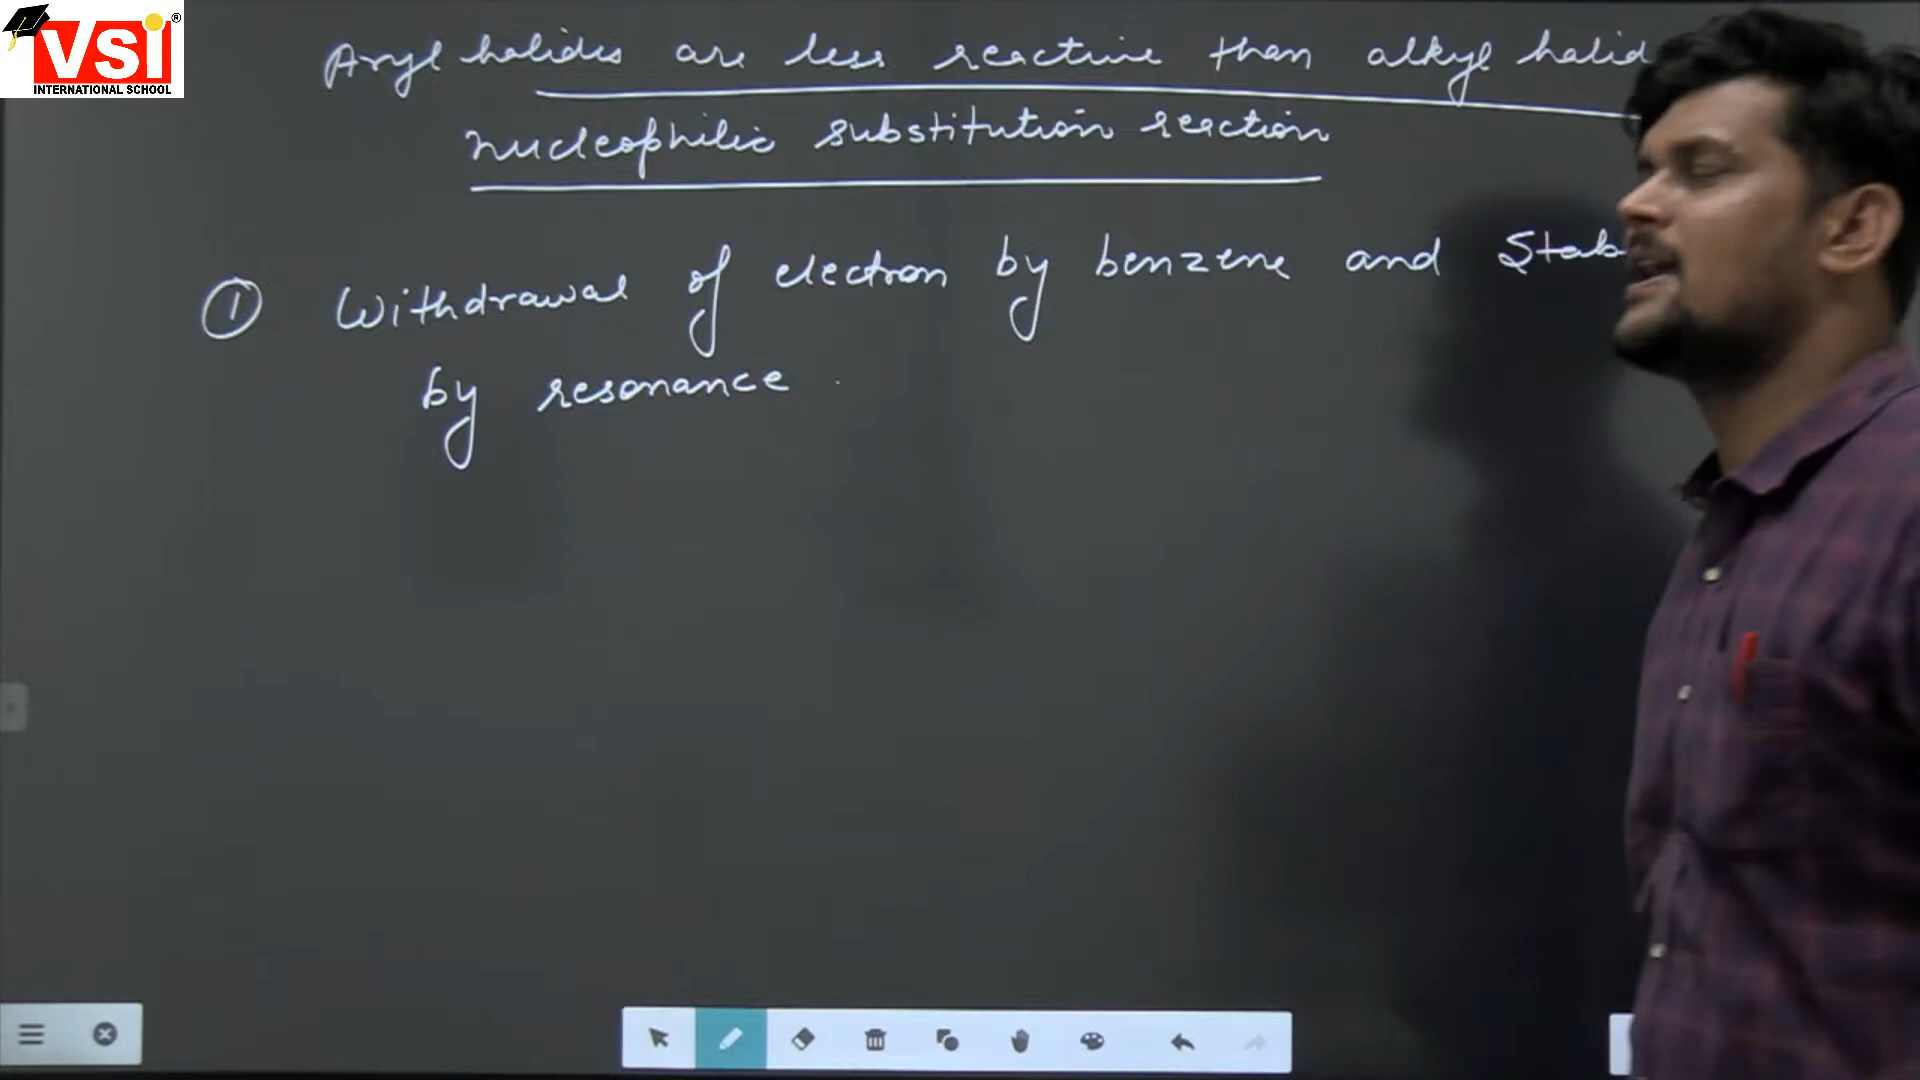 VSI ®
INTERNATIONAL SCHOOL
Aryl halides are less reactive than alkyl halid
nucleophilic substitution reaction
① Withdrawal of electron by benzene and Stab
by resonance .